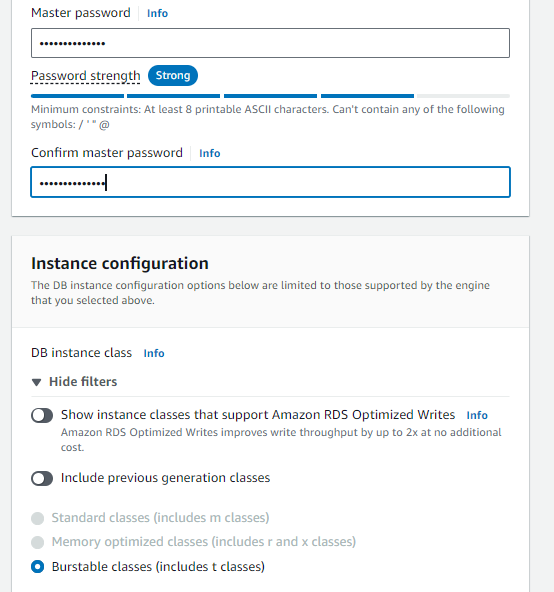 Master password Info
••••••••••••••
Password strength Strong
Minimum constraints: At least 8 printable ASCII characters. Can't contain any of the following
symbols: / ' " @
Confirm master password Info
••••••••••••••
Instance configuration
The DB instance configuration options below are limited to those supported by the engine
that you selected above.
DB instance class Info
Hide filters
Show instance classes that support Amazon RDS Optimized Writes Info
Amazon RDS Optimized Writes improves write throughput by up to 2x at no additional
cost.
Include previous generation classes
Standard classes (includes m classes)
Memory optimized classes (includes r and x classes)
Burstable classes (includes t classes)